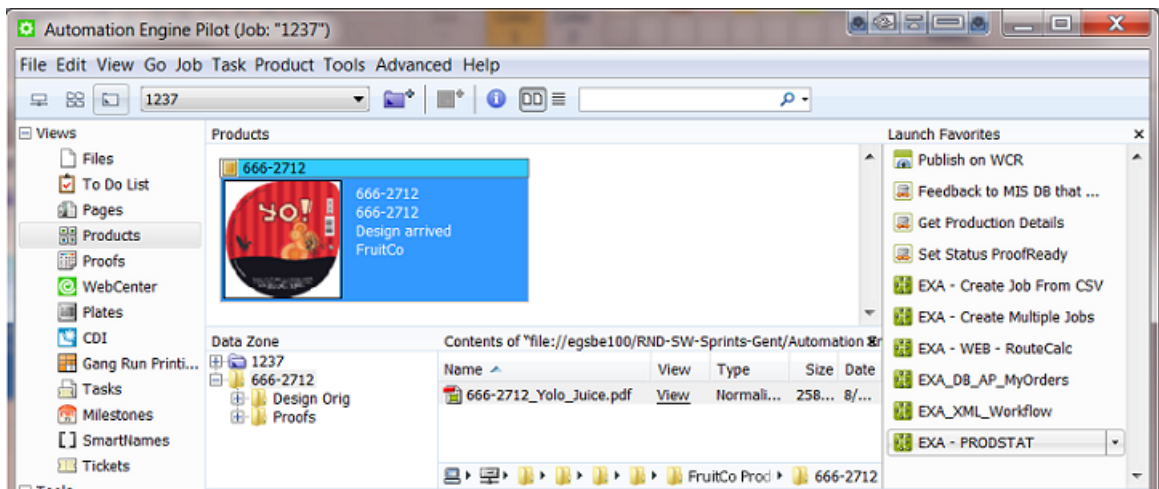 Automation Engine Pilot (Job: "1237")
File Edit View Go Job Task Product Tools Advanced Help
1237
Views
Files
To Do List
Pages
Products
Proofs
WebCenter
Plates
CDI
Gang Run Printi...
Tasks
Milestones
SmartNames
Tickets
Products
666-2712
YO!
666-2712
666-2712
Design arrived
FruitCo
Data Zone
1237
666-2712
Design Orig
Proofs
Contents of "file://egsbe100/RND-SW-Sprints-Gent/Automation
Name View Type Size Date
666-2712_Yolo_Juice.pdf View Normali... 258... 8/...
FruitCo Prod 666-2712
Launch Favorites
Publish on WCR
Feedback to MIS DB that ...
Get Production Details
Set Status ProofReady
EXA - Create Job From CSV
EXA - Create Multiple Jobs
EXA - WEB - RouteCalc
EXA_DB_AP_MyOrders
EXA_XML_Workflow
EXA - PRODSTAT